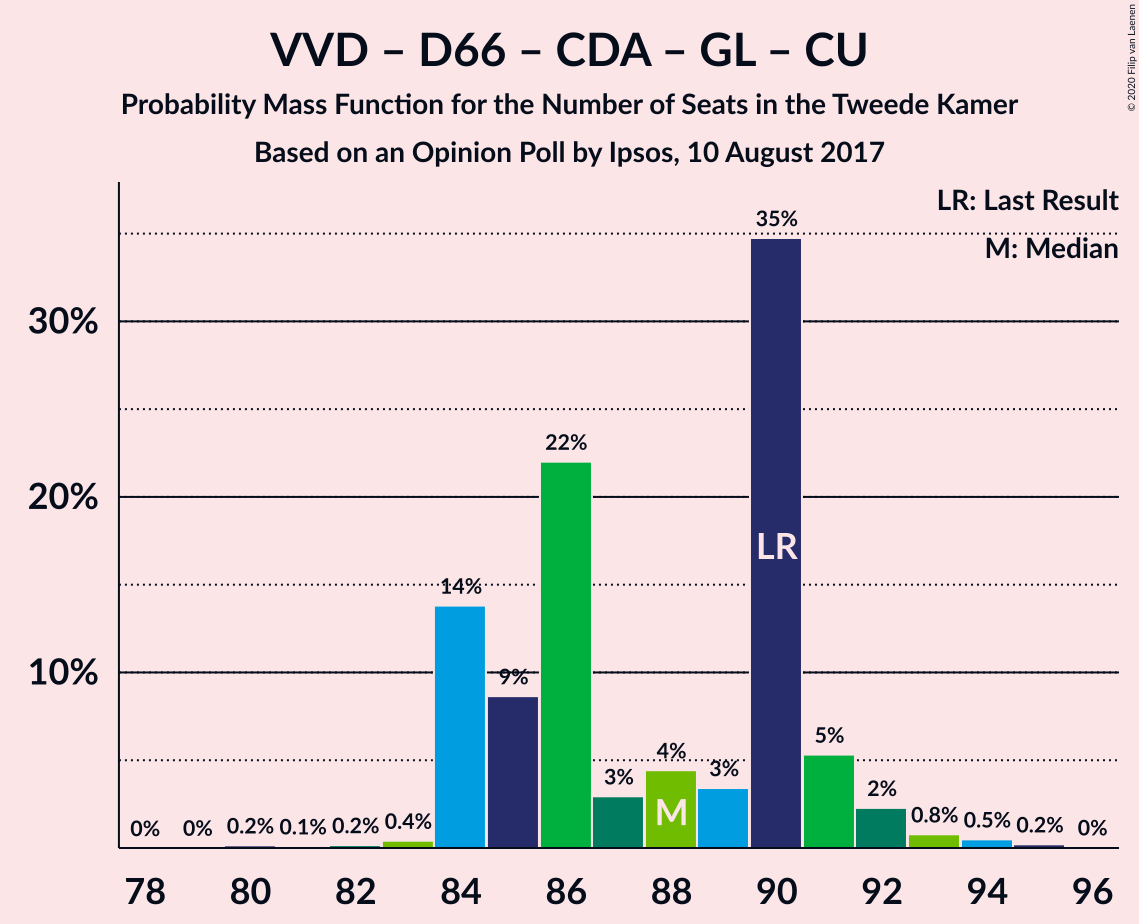 VVD – D66 – CDA – GL – CU
Probability Mass Function for the Number of Seats in the Tweede Kamer
Based on an Opinion Poll by Ipsos, 10 August 2017
© 2020 Filip van Laenen
LR: Last Result
M: Median
30%
20%
10%
0%
0%
0.2%
0.1%
0.2%
0.4%
14%
9%
22%
3%
4%
3%
35%
5%
2%
0.8%
0.5%
0.2%
0%
LR
M
78 80 82 84 86 88 90 92 94 96